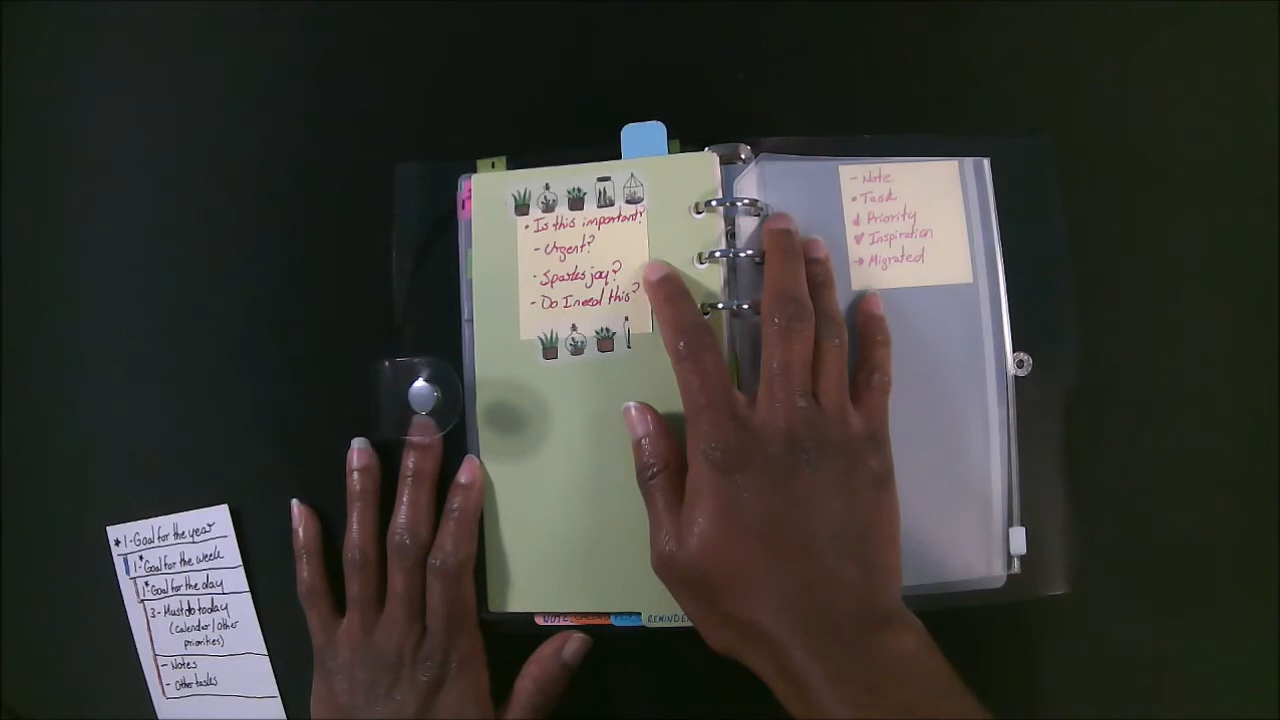 • Is this important?
- Urgent?
- Sparks joy?
- Do I need this?
- Note
• Task
Priority
♥ Inspiration
→ Migrated
* 1-Goal for the year
1*-Goal for the week
1*-Goal for the day
3-Must do today
(calendar/other
priorities)
- Notes
- Other tasks
NOTE
REMINDER